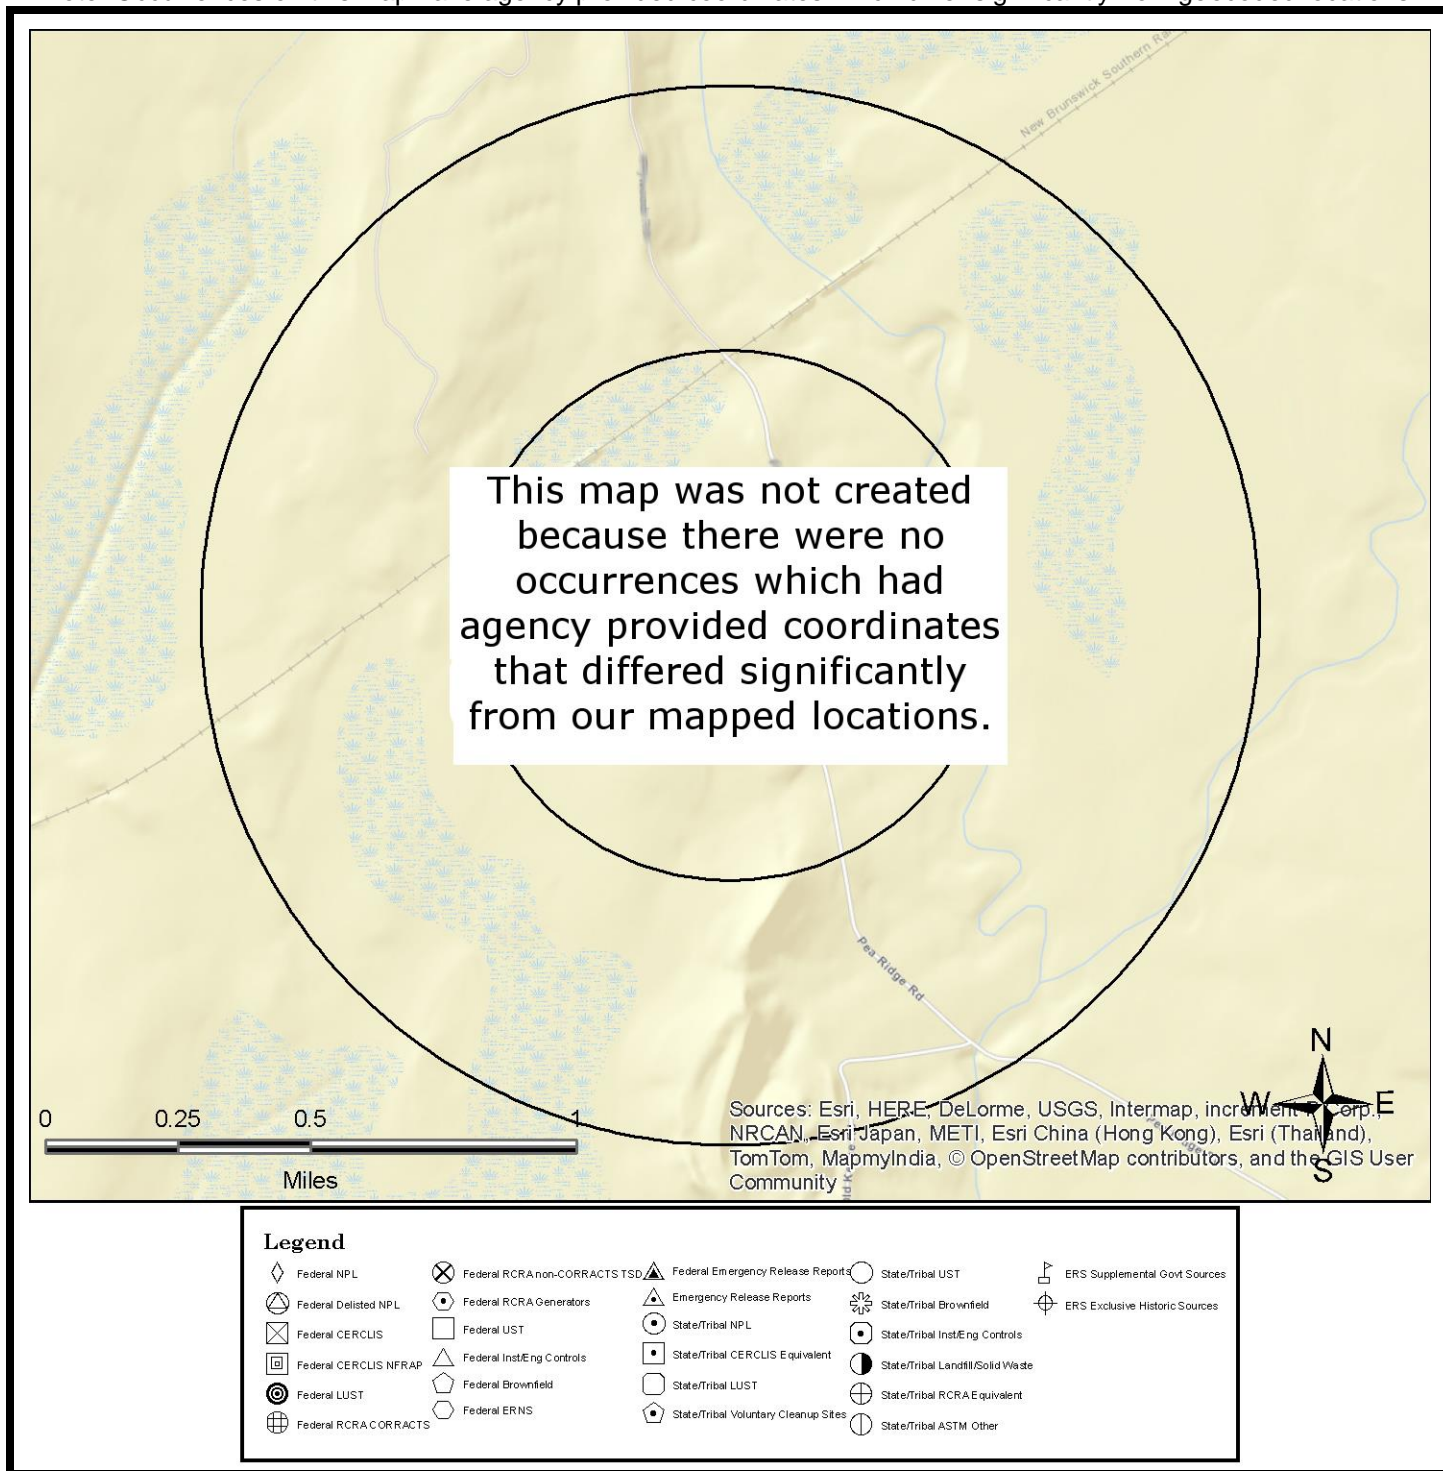 New Brunswick Southern Ra
This map was not created
because there were no
occurrences which had
agency provided coordinates
that differed significantly
from our mapped locations.
Pea Ridge Rd
N
W
E
S
0 0.25 0.5 1
Miles
Sources: Esri, HERE, DeLorme, USGS, Intermap, increment P Corp.,
NRCAN, Esri Japan, METI, Esri China (Hong Kong), Esri (Thailand),
TomTom, MapmyIndia, © OpenStreetMap contributors, and the GIS User
Community
Legend
Federal NPL
Federal Delisted NPL
Federal CERCLIS
Federal CERCLIS NFRAP
Federal LUST
Federal RCRA CORRACTS
Federal RCRA non-CORRACTS TSD
Federal RCRA Generators
Federal UST
Federal Inst/Eng Controls
Federal Brownfield
Federal ERNS
Federal Emergency Release Reports
Emergency Release Reports
State/Tribal NPL
State/Tribal CERCLIS Equivalent
State/Tribal LUST
State/Tribal Voluntary Cleanup Sites
State/Tribal UST
State/Tribal Brownfield
State/Tribal Inst/Eng Controls
State/Tribal Landfill/Solid Waste
State/Tribal RCRA Equivalent
State/Tribal ASTM Other
ERS Supplemental Govt Sources
ERS Exclusive Historic Sources